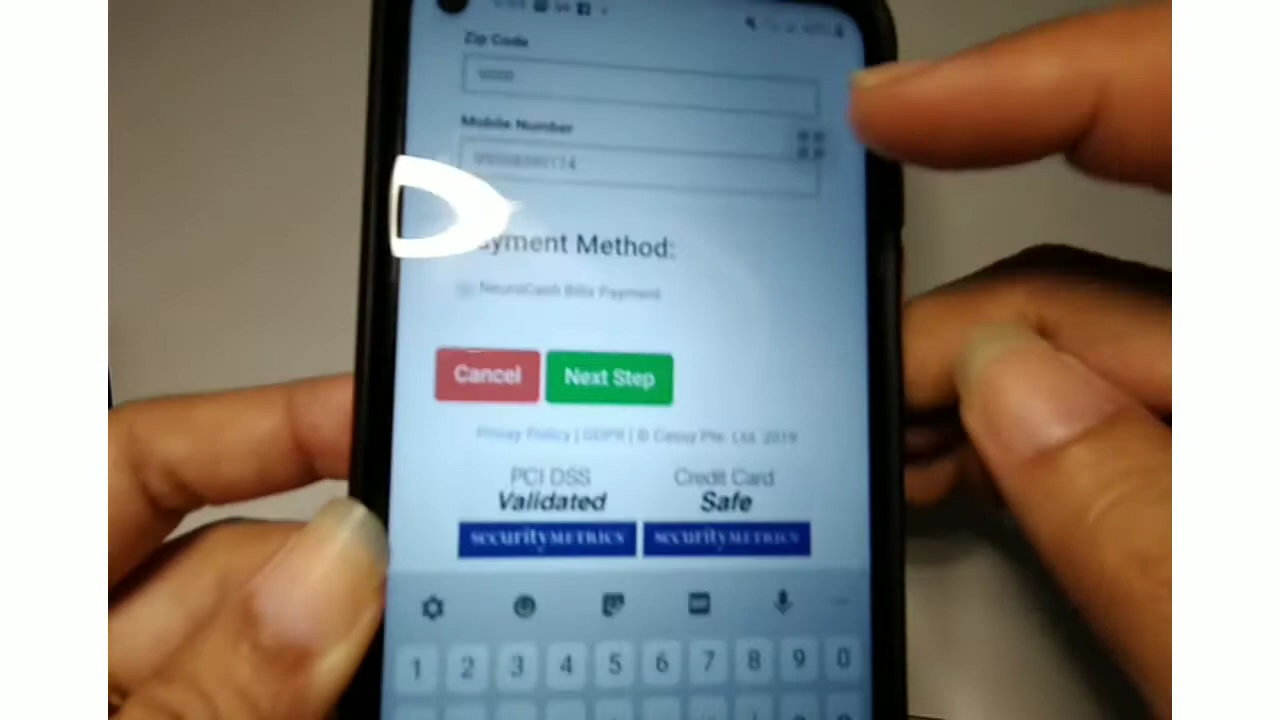 Zip Code
Mobile Number
Payment Method:
NeuroCash Bills Payment
Cancel
Next Step
Privacy Policy | GDPR | © Pte. Ltd. 2019
PCI DSS
Validated
securityMETRICS
Credit Card
Safe
securityMETRICS
1 2 3 4 5 6 7 8 9 0